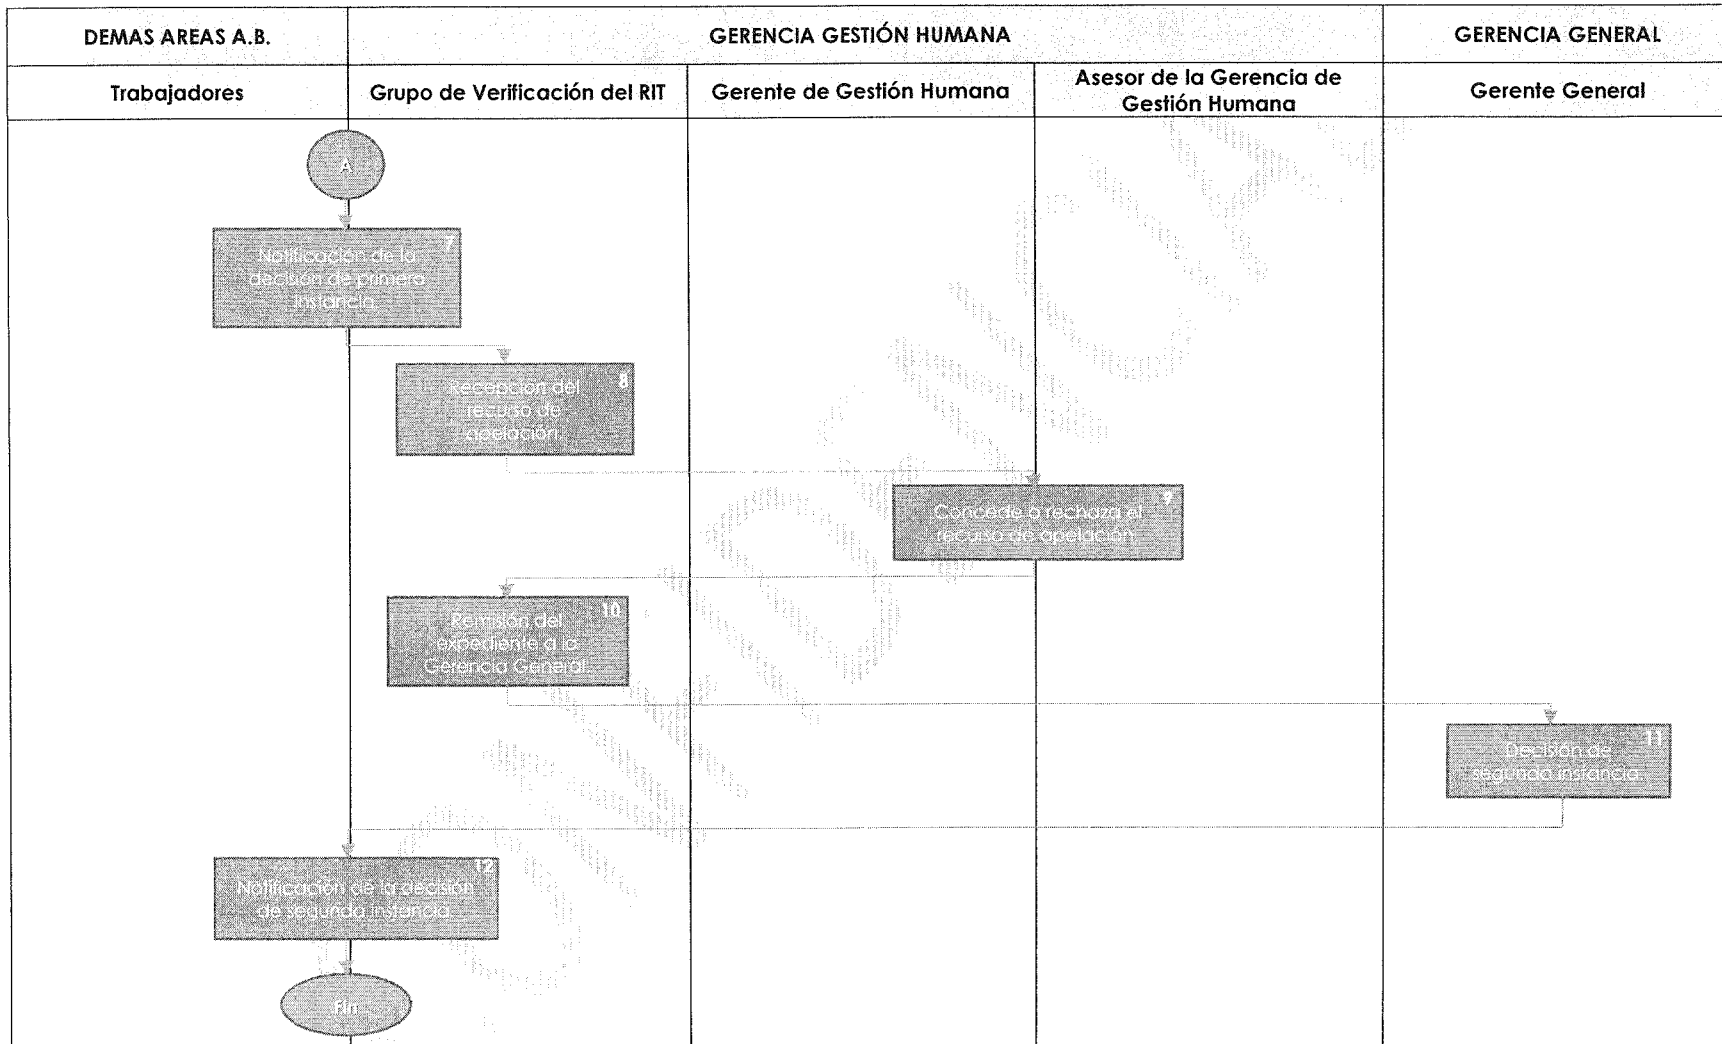 DEMAS AREAS A.B.
GERENCIA GESTIÓN HUMANA
GERENCIA GENERAL
Trabajadores
Grupo de Verificación del RIT
Gerente de Gestión Humana
Asesor de la Gerencia de
Gestión Humana
Gerente General
A
7
Notificación de la
decisión de primera
instancia.
8
Recepción del
recurso de
apelación
9
Concede o rechaza el
recurso de apelación.
10
Remisión del
expediente a la
Gerencia General
11
Decisión de
segunda instancia.
12
Notificación de la decisión
de segunda instancia
Fin